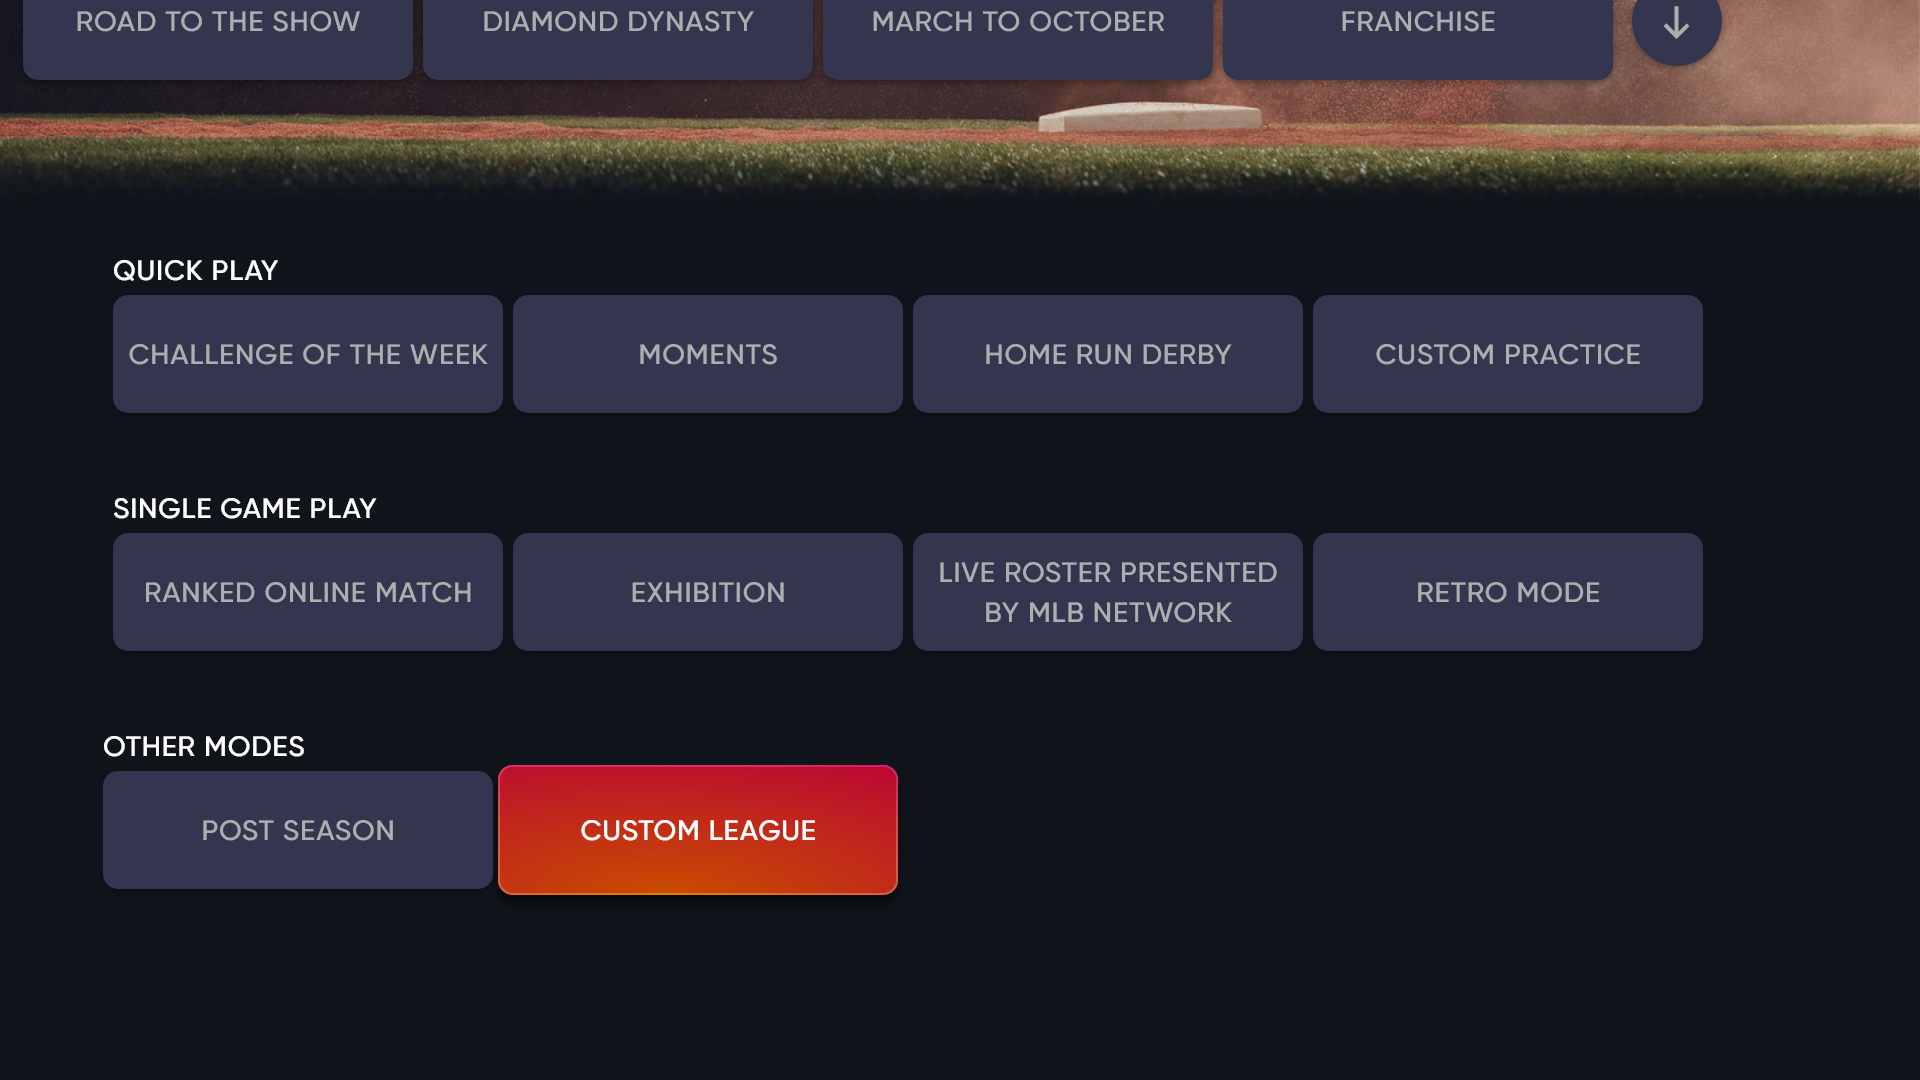 ROAD TO THE SHOW
DIAMOND DYNASTY
MARCH TO OCTOBER
FRANCHISE
QUICK PLAY
CHALLENGE OF THE WEEK
MOMENTS
HOME RUN DERBY
CUSTOM PRACTICE
SINGLE GAME PLAY
RANKED ONLINE MATCH
EXHIBITION
LIVE ROSTER PRESENTED
BY MLB NETWORK
RETRO MODE
OTHER MODES
POST SEASON
CUSTOM LEAGUE